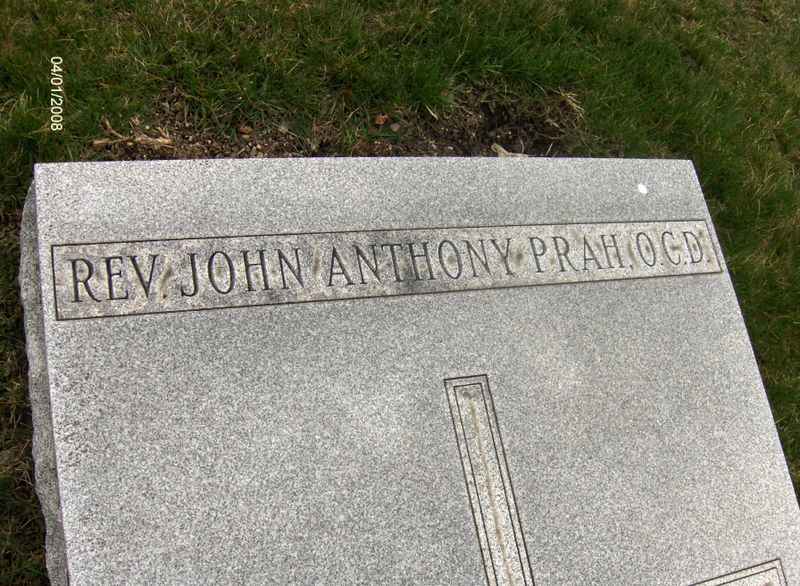 04/01/2008
REV. JOHN ANTHONY PRAH, O.C.D.